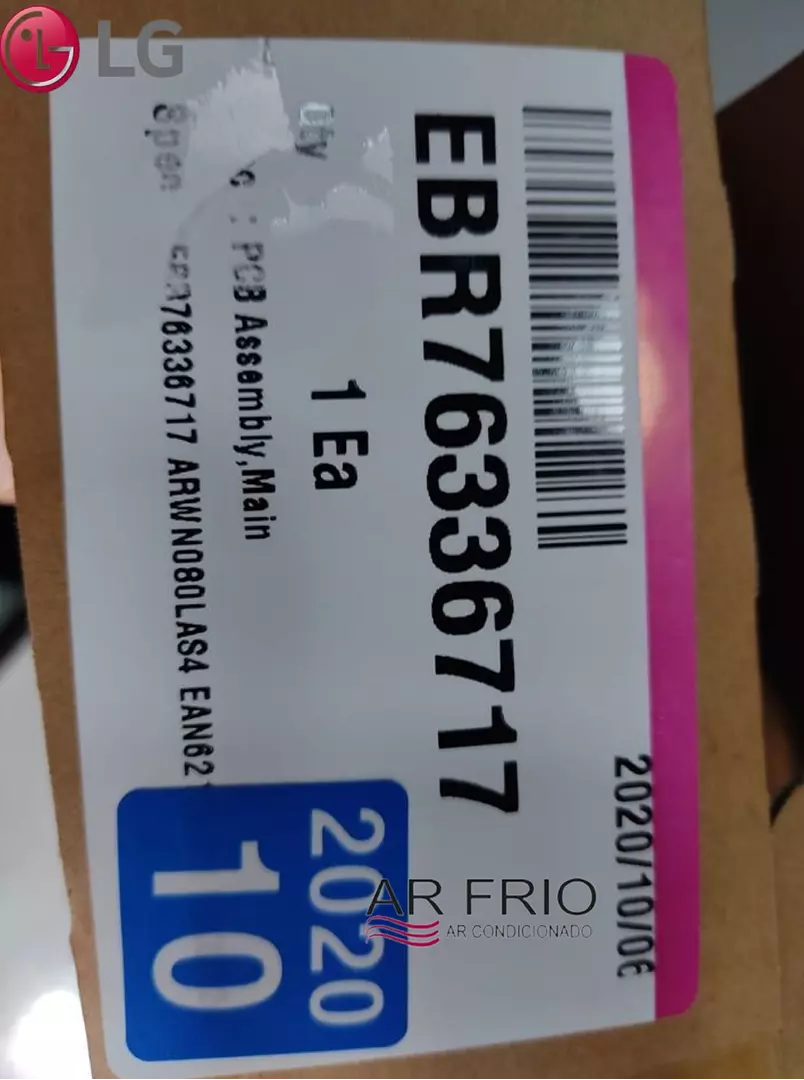 LG
2020/10/06
EBR76336717
Qty 1 Ea
: PCB Assembly,Main
EBR76336717 ARWN080LAS4 EAN62
2020
10
AR FRIO
AR CONDICIONADO